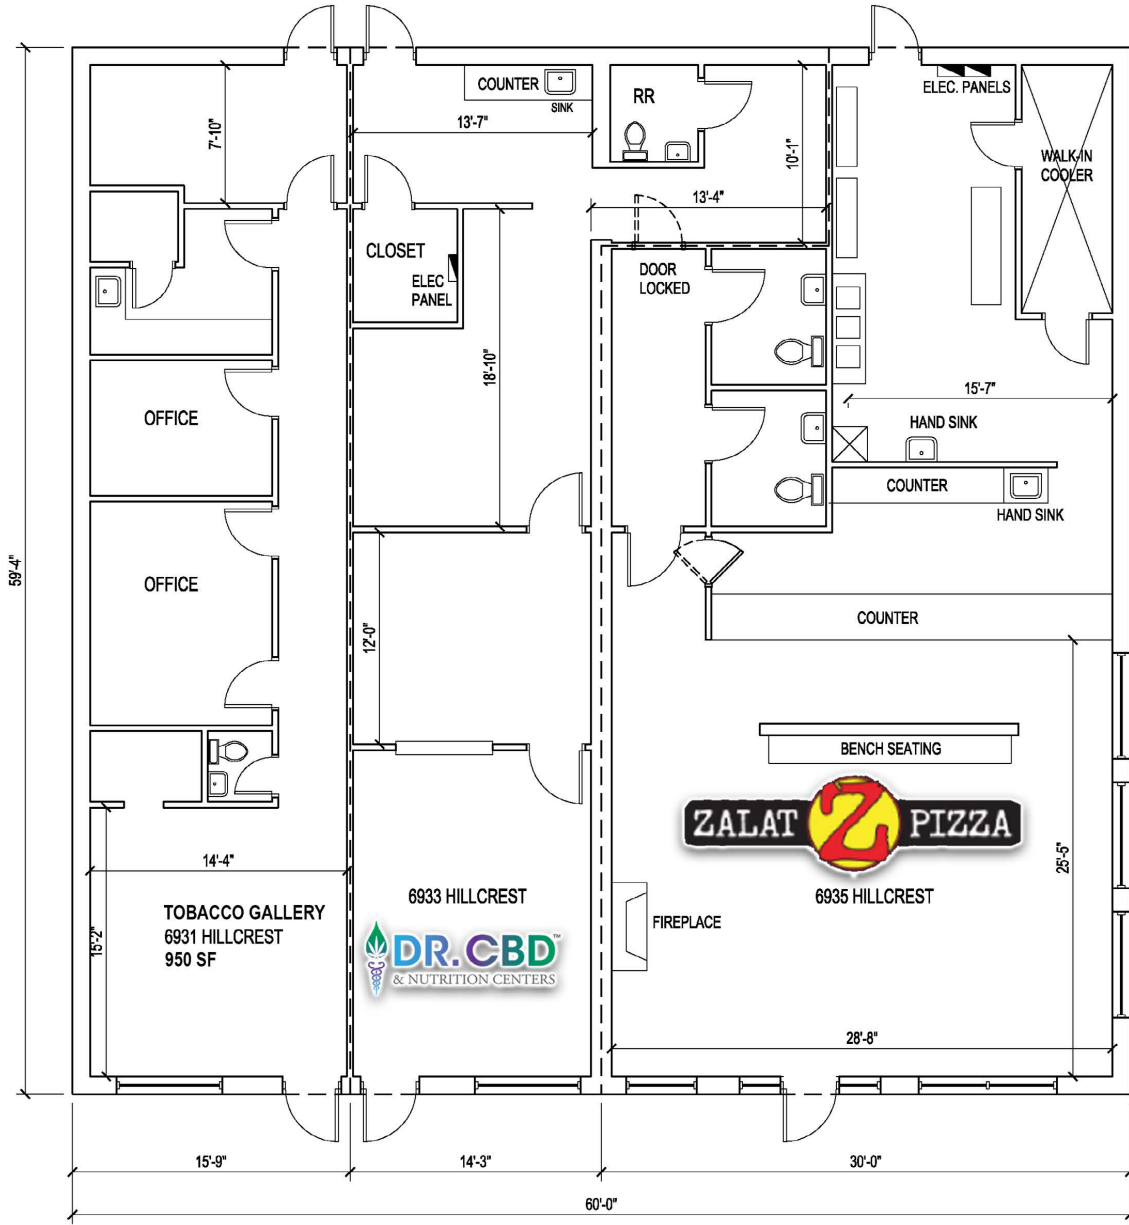 COUNTER
SINK
RR
ELEC. PANELS
7'-10"
13'-7"
10'-1"
WALK-IN
COOLER
13'-4"
CLOSET
ELEC
PANEL
DOOR
LOCKED
18'-10"
15'-7"
OFFICE
HAND SINK
COUNTER
HAND SINK
59'-4"
OFFICE
COUNTER
12'-0"
BENCH SEATING
ZALAT Z PIZZA
25'-5"
14'-4"
6933 HILLCREST
6935 HILLCREST
TOBACCO GALLERY
6931 HILLCREST
950 SF
15'-2"
DR.CBD™
& NUTRITION CENTERS
FIREPLACE
28'-8"
15'-9"
14'-3"
30'-0"
60'-0"